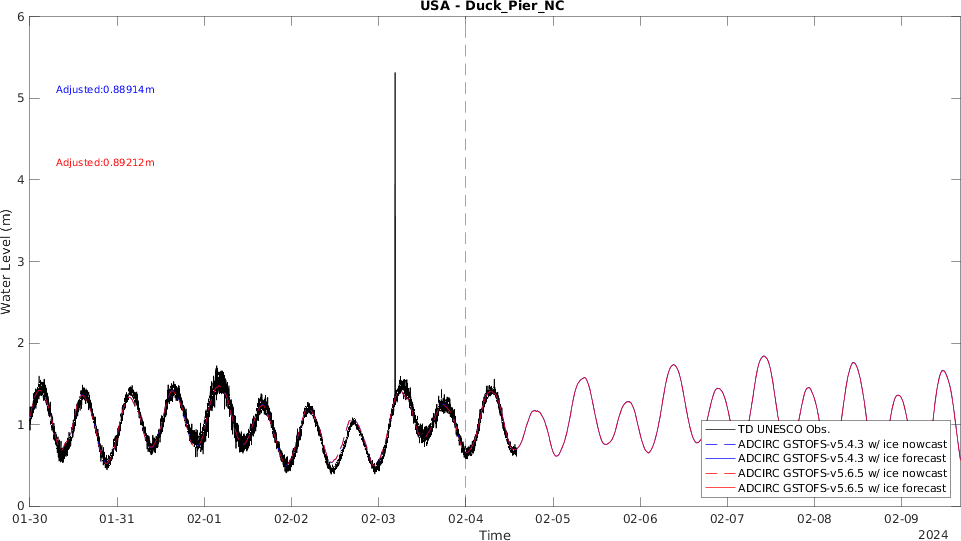 USA - Duck_Pier_NC
6
5
4
3
2
1
0
Water Level (m)
Adjusted:0.88914m
Adjusted:0.89212m
TD UNESCO Obs.
ADCIRC GSTOFS-v5.4.3 w/ ice nowcast
ADCIRC GSTOFS-v5.4.3 w/ ice forecast
ADCIRC GSTOFS-v5.6.5 w/ ice nowcast
ADCIRC GSTOFS-v5.6.5 w/ ice forecast
01-30 01-31 02-01 02-02 02-03 02-04 02-05 02-06 02-07 02-08 02-09
Time
2024